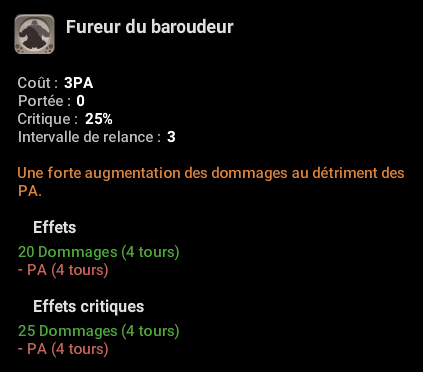 Fureur du baroudeur
Coût : 3PA
Portée : 0
Critique : 25%
Intervalle de relance : 3
Une forte augmentation des dommages au détriment des
PA.
Effets
20 Dommages (4 tours)
- PA (4 tours)
Effets critiques
25 Dommages (4 tours)
- PA (4 tours)